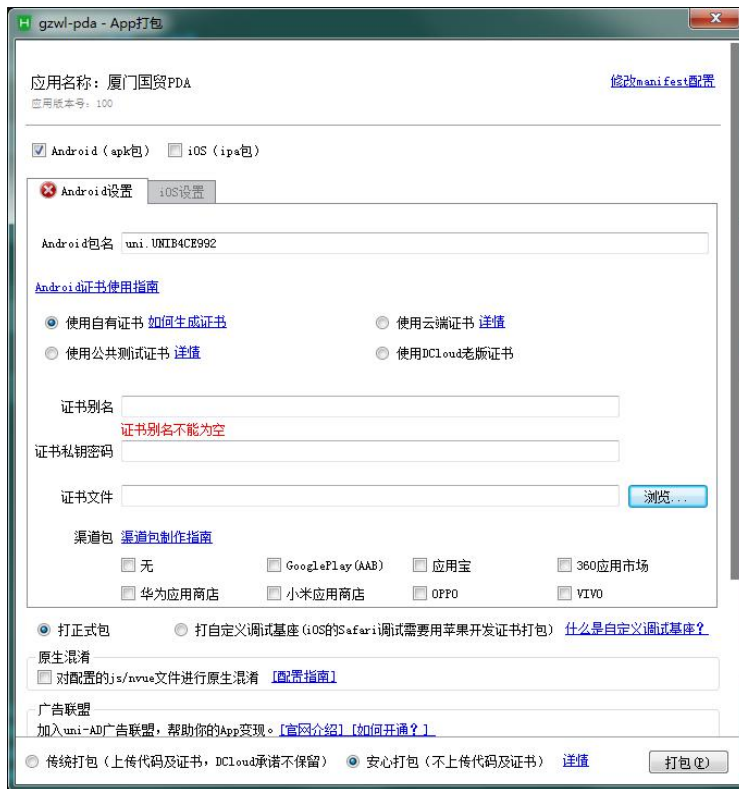 gzwl-pda - App打包
应用名称：厦门国贸PDA
修改manifest配置
应用版本号：100
Android（apk包） iOS（ipa包）
Android设置 iOS设置
Android包名 uni.UNIB4CE992
Android证书使用指南
使用自有证书 如何生成证书 使用云端证书 详情
使用公共测试证书 详情 使用DCloud老版证书
证书别名
证书别名不能为空
证书私钥密码
证书文件 浏览...
渠道包 渠道包制作指南
无 GooglePlay(AAB) 应用宝 360应用市场
华为应用商店 小米应用商店 OPPO VIVO
打正式包 打自定义调试基座(iOS的Safari调试需要用苹果开发证书打包) 什么是自定义调试基座？
原生混淆
对配置的js/nvue文件进行原生混淆 [配置指南]
广告联盟
加入uni-AD广告联盟，帮助你的App变现。[官网介绍] [如何开通？]
传统打包（上传代码及证书，DCloud承诺不保留） 安心打包（不上传代码及证书） 详情 打包(P)